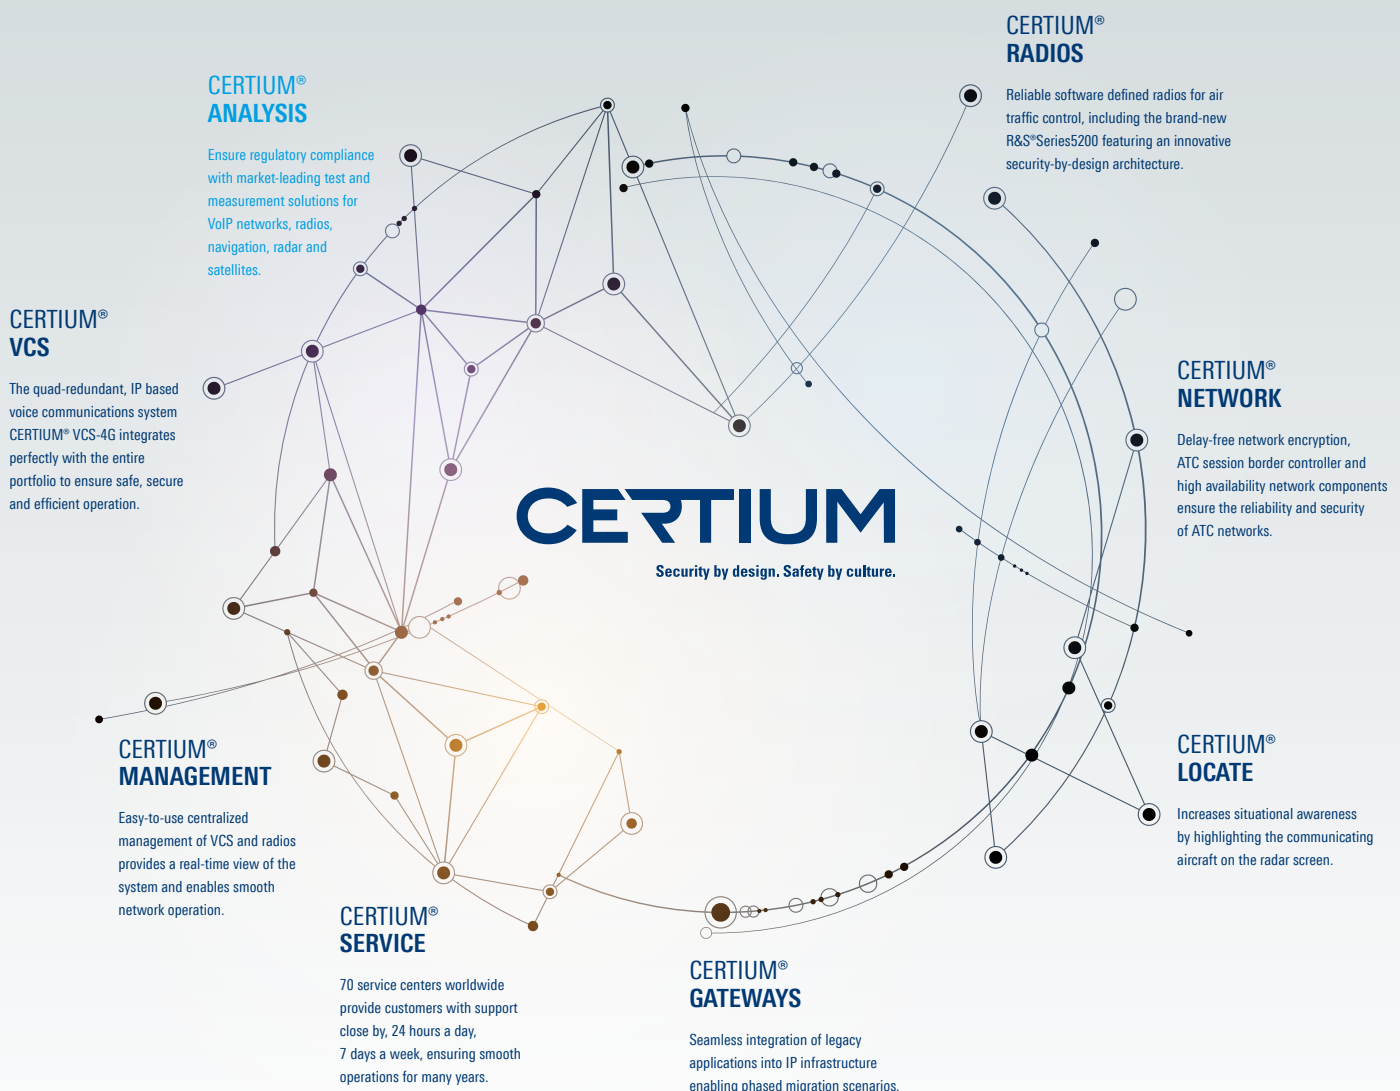 CERTIUM®
RADIOS
Reliable software defined radios for air
traffic control, including the brand-new
R&S®Series5200 featuring an innovative
security-by-design architecture.
CERTIUM®
ANALYSIS
Ensure regulatory compliance
with market-leading test and
measurement solutions for
VoIP networks, radios,
navigation, radar and
satellites.
CERTIUM®
VCS
The quad-redundant, IP based
voice communications system
CERTIUM® VCS-4G integrates
perfectly with the entire
portfolio to ensure safe, secure
and efficient operation.
CERTIUM®
NETWORK
Delay-free network encryption,
ATC session border controller and
high availability network components
ensure the reliability and security
of ATC networks.
CERTIUM
Security by design. Safety by culture.
CERTIUM®
MANAGEMENT
Easy-to-use centralized
management of VCS and radios
provides a real-time view of the
system and enables smooth
network operation.
CERTIUM®
LOCATE
Increases situational awareness
by highlighting the communicating
aircraft on the radar screen.
CERTIUM®
SERVICE
70 service centers worldwide
provide customers with support
close by, 24 hours a day,
7 days a week, ensuring smooth
operations for many years.
CERTIUM®
GATEWAYS
Seamless integration of legacy
applications into IP infrastructure
enabling phased migration scenarios.